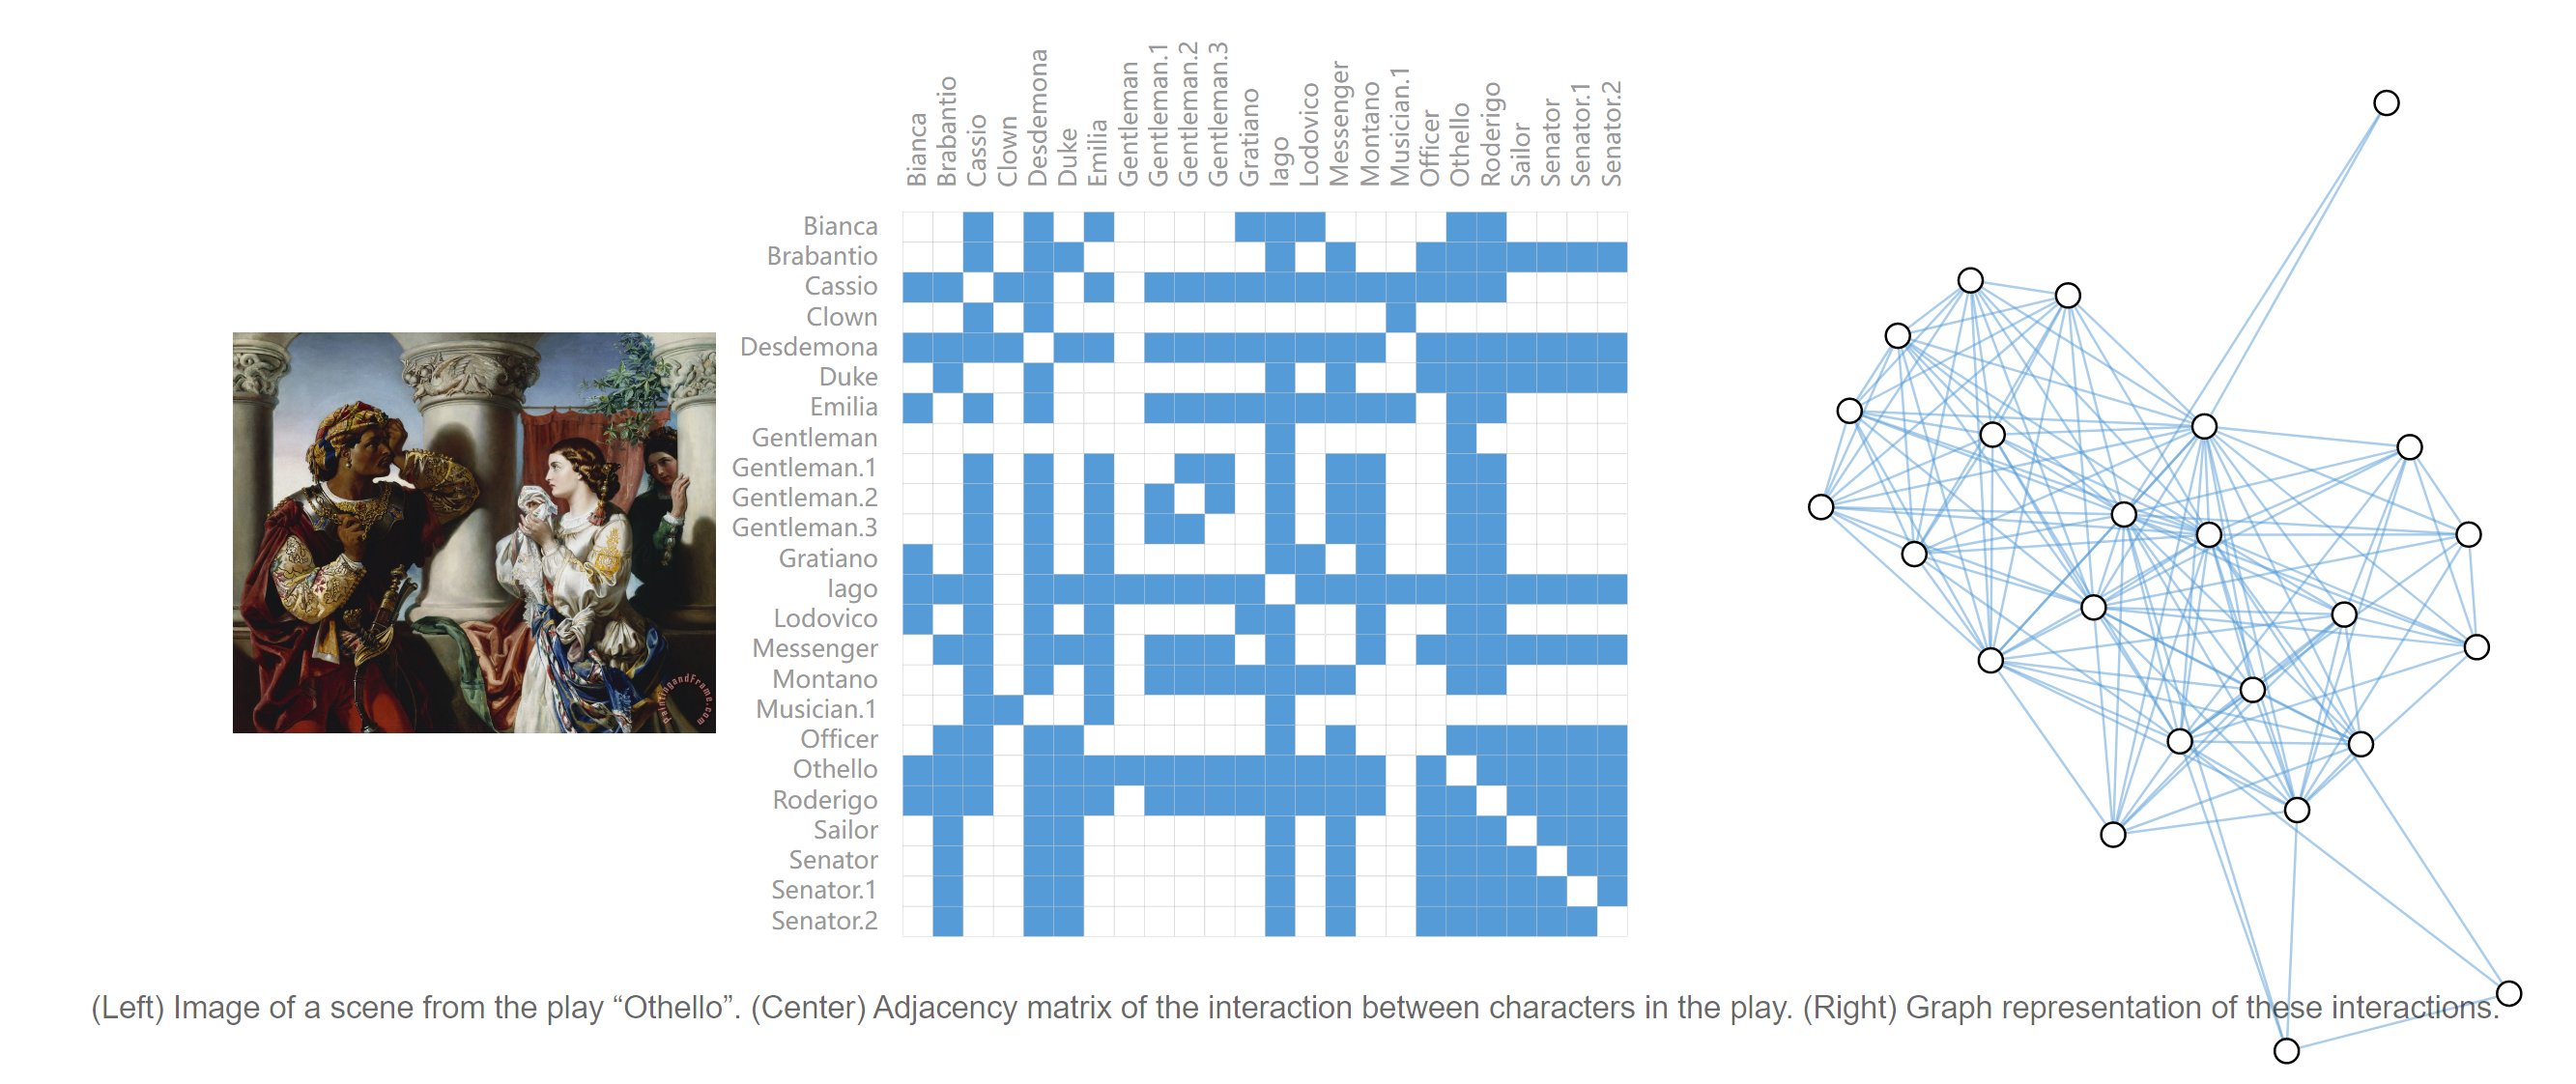 Bianca
Brabantio
Cassio
Clown
Desdemona
Duke
Emilia
Gentleman
Gentleman.1
Gentleman.2
Gentleman.3
Gratiano
Iago
Lodovico
Messenger
Montano
Musician.1
Officer
Othello
Roderigo
Sailor
Senator
Senator.1
Senator.2
Bianca
Brabantio
Cassio
Clown
Desdemona
Duke
Emilia
Gentleman
Gentleman.1
Gentleman.2
Gentleman.3
Gratiano
Iago
Lodovico
Messenger
Montano
Musician.1
Officer
Othello
Roderigo
Sailor
Senator
Senator.1
Senator.2
PaintingandFrame.com
(Left) Image of a scene from the play “Othello”. (Center) Adjacency matrix of the interaction between characters in the play. (Right) Graph representation of these interactions.